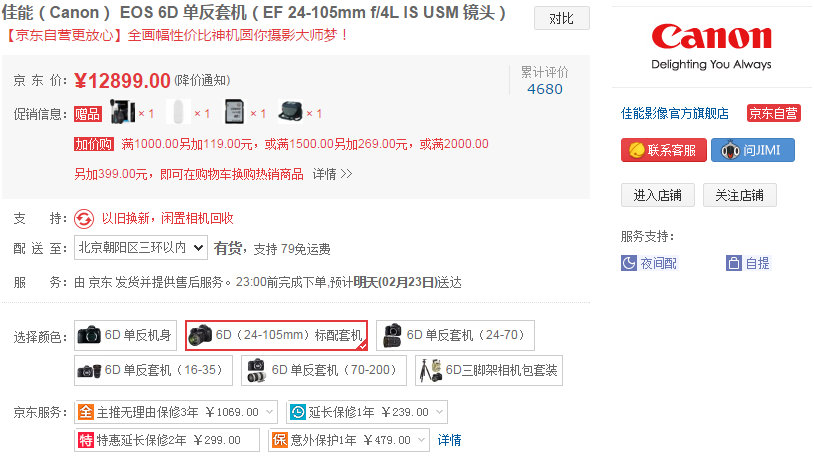 佳能（Canon） EOS 6D 单反套机（EF 24-105mm f/4L IS USM 镜头）
【京东自营更放心】全画幅性价比神机圆你摄影大师梦！
对比
京 东 价：￥12899.00 (降价通知)
累计评价
4680
促销信息： 赠品 × 1 × 1 × 1 × 1
加价购 满1000.00另加119.00元，或满1500.00另加269.00元，或满2000.00
另加399.00元，即可在购物车换购热销商品 详情 >>
支 持： 以旧换新，闲置相机回收
配 送 至： 北京朝阳区三环以内 有货，支持 79免运费
服 务： 由 京东 发货并提供售后服务。23:00前完成下单,预计明天(02月23日)送达
选择颜色： 6D 单反机身 6D（24-105mm）标配套机 6D 单反套机（24-70）
6D 单反套机（16-35） 6D 单反套机（70-200） 6D三脚架相机包套装
京东服务： 全 主推无理由保修3年 ￥1069.00 延长保修1年 ￥239.00
特 特惠延长保修2年 ￥299.00 保 意外保护1年 ￥479.00 详情
Canon
Delighting You Always
佳能影像官方旗舰店 京东自营
联系客服 问JIMI
进入店铺 关注店铺
服务支持：
夜间配 自提